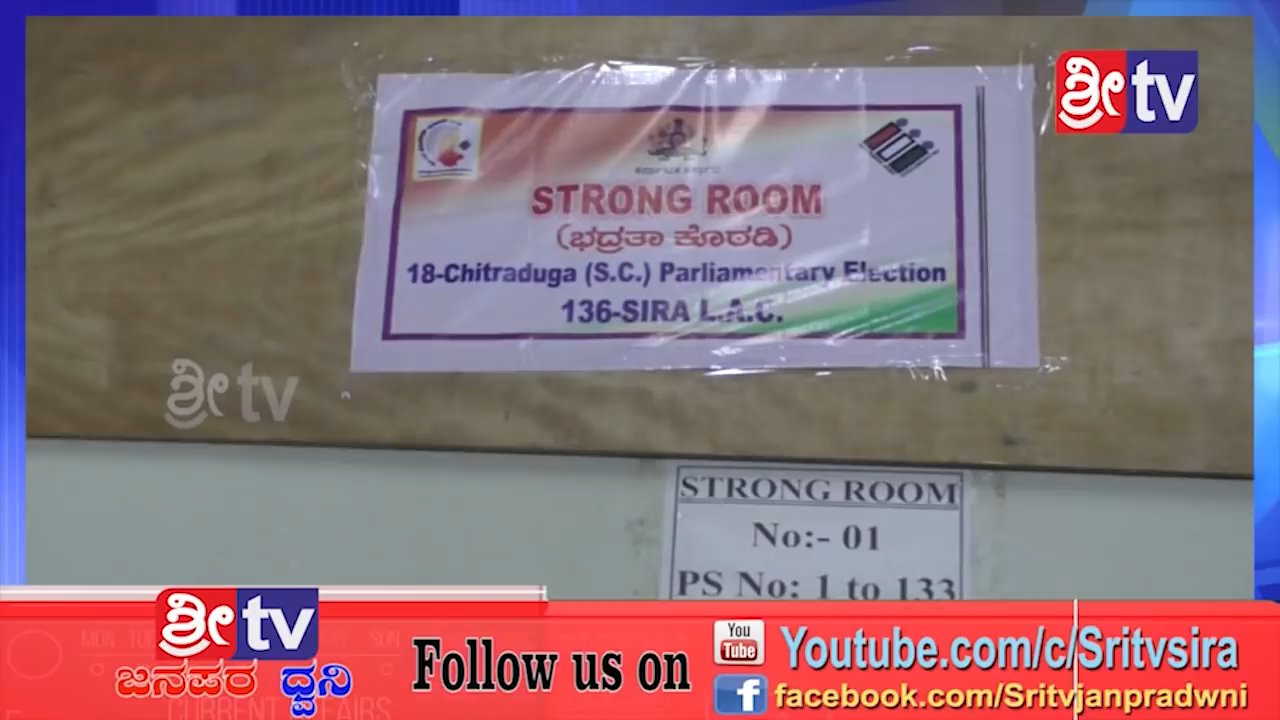 ಶ್ರೀ tv
STRONG ROOM
(ಭದ್ರತಾ ಕೊಠಡಿ)
18-Chitraduga (S.C.) Parliamentary Election
136-SIRA L.A.C.
ಶ್ರೀ tv
STRONG ROOM
No:- 01
PS No: 1 to 133
ಶ್ರೀ tv
ಜನಪರ ಧ್ವನಿ
Follow us on
You Tube
Youtube.com/c/Sritvsira
f
facebook.com/Sritvjanpradwni